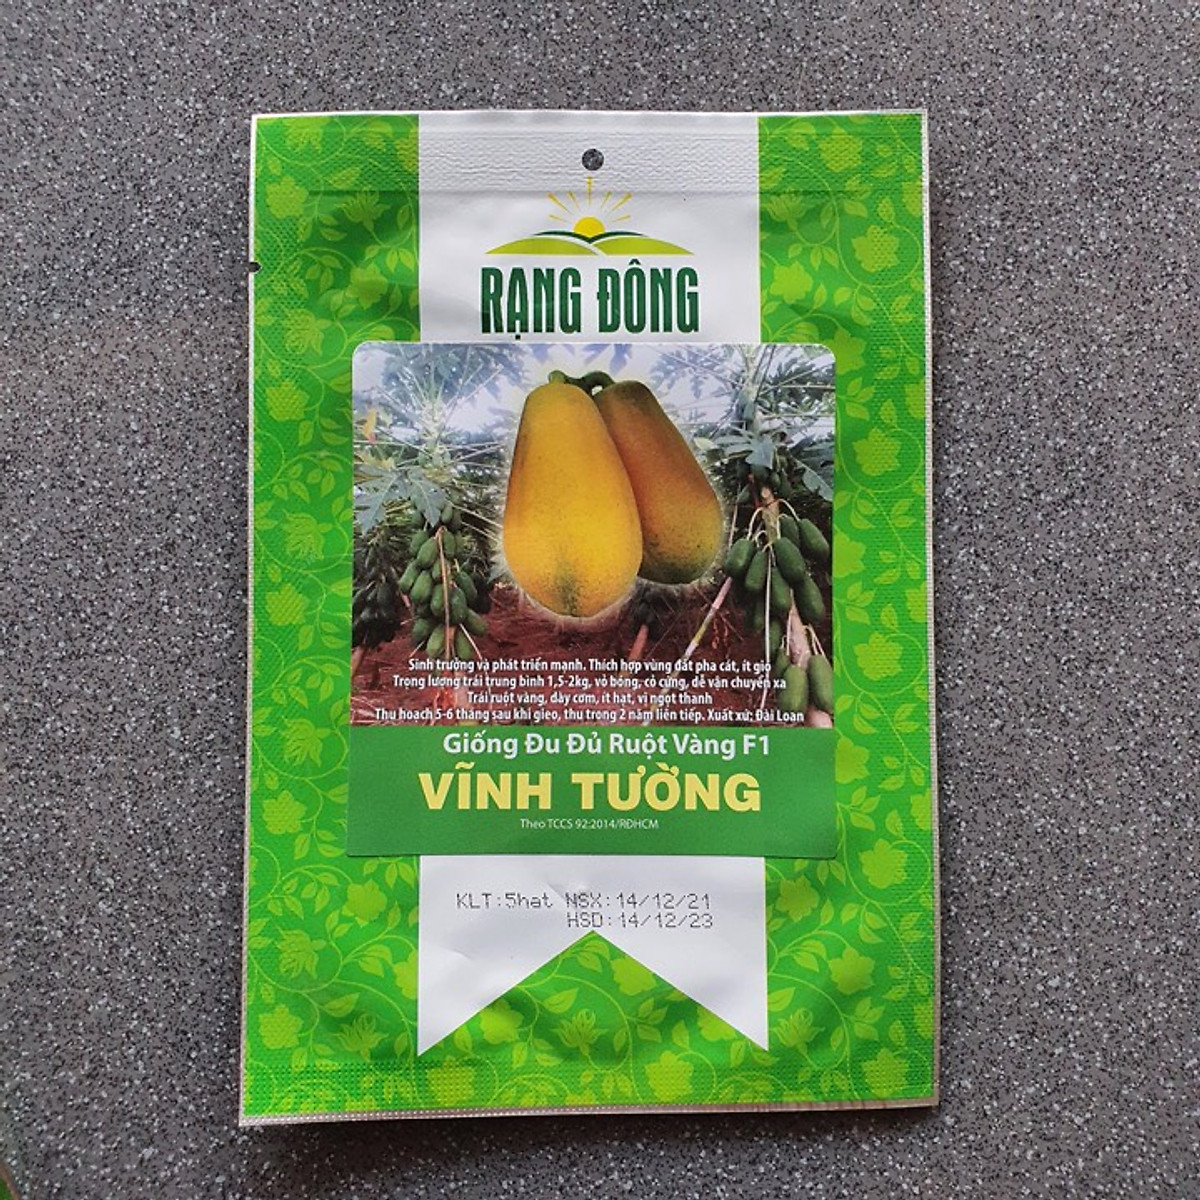 RẠNG ĐÔNG
Sinh trưởng và phát triển mạnh. Thích hợp vùng đất pha cát, ít gió
Trọng lượng trái trung bình 1,5-2kg, vỏ bóng, cỏ cứng, dễ vận chuyển xa
Trái ruột vàng, dày cơm, ít hạt, vị ngọt thanh
Thu hoạch 5-6 tháng sau khi gieo, thu trong 2 năm liên tiếp. Xuất xứ: Đài Loan
Giống Đu Đủ Ruột Vàng F1
VĨNH TƯỜNG
Theo TCCS 92:2014/RĐHCM
KLT:5hat NSX:14/12/21
HSD:14/12/23